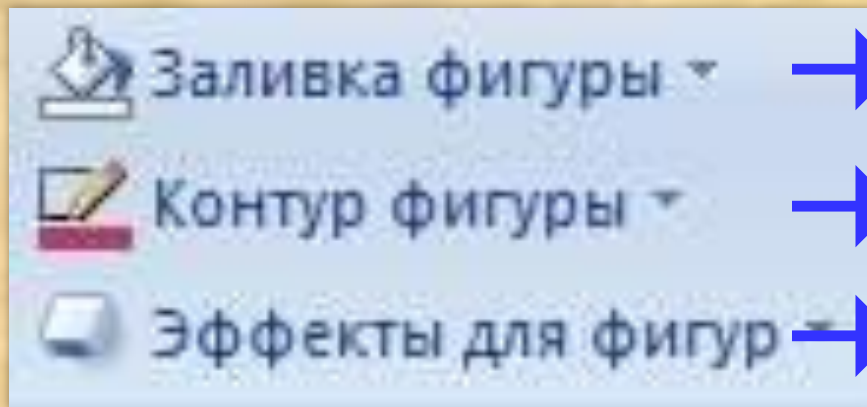 Заливка фигуры
Контур фигуры
Эффекты для фигур